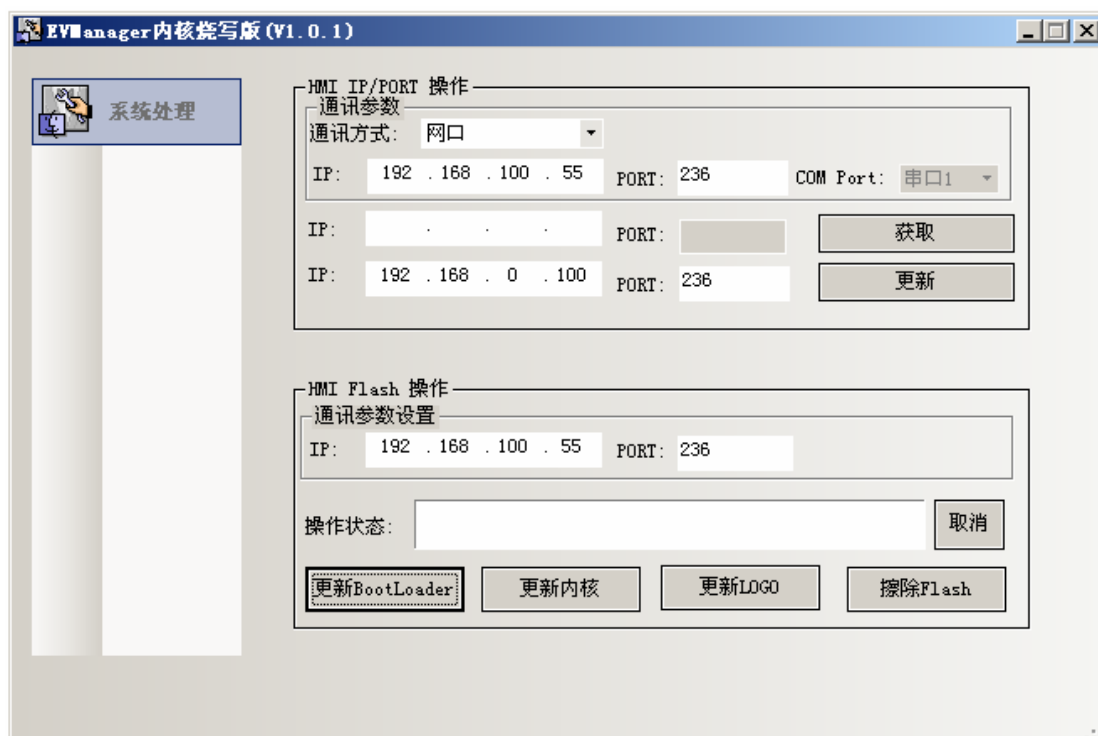 EVManager内核烧写版(V1.0.1)
系统处理
HMI IP/PORT 操作
通讯参数
通讯方式: 网口
IP: 192 . 168 . 100 . 55 PORT: 236 COM Port: 串口1
IP: . . . PORT: 获取
IP: 192 . 168 . 0 . 100 PORT: 236 更新
HMI Flash 操作
通讯参数设置
IP: 192 . 168 . 100 . 55 PORT: 236
操作状态: 取消
更新BootLoader 更新内核 更新LOGO 擦除Flash